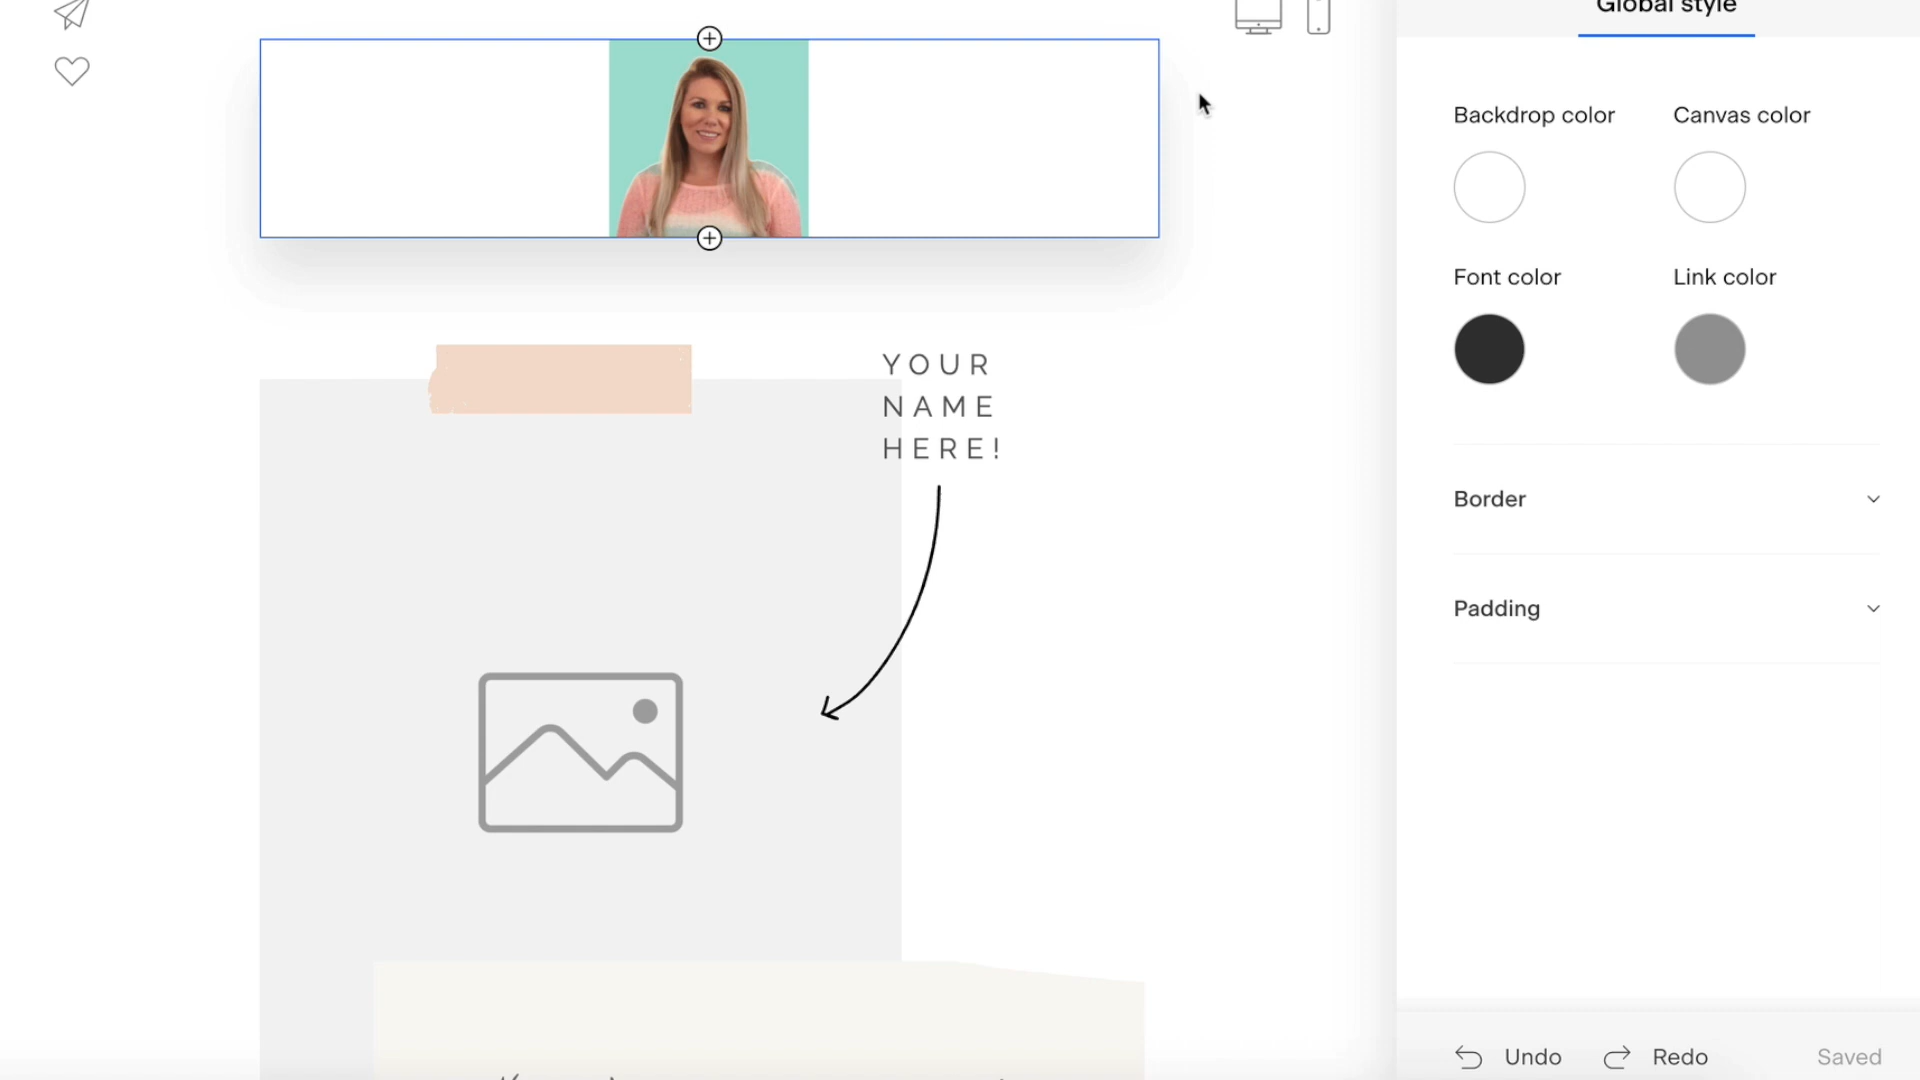 Global style
Backdrop color Canvas color
Font color Link color
YOUR
NAME
HERE!
Border
Padding
Undo Redo Saved